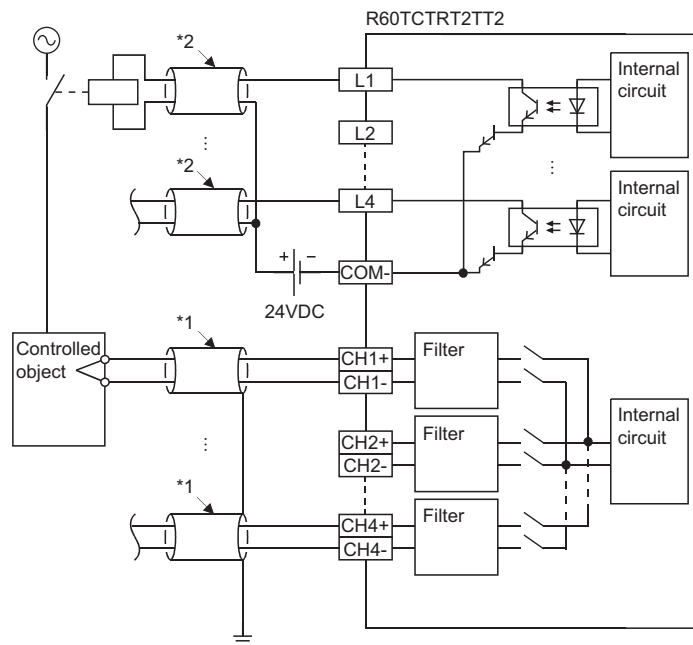 R60TCTRT2TT2
*2
L1
Internal
circuit
L2
...
...
*2
L4
Internal
circuit
+ −
COM-
24VDC
Controlled
object
*1
CH1+
CH1-
Filter
CH2+
CH2-
Filter
Internal
circuit
...
*1
CH4+
CH4-
Filter